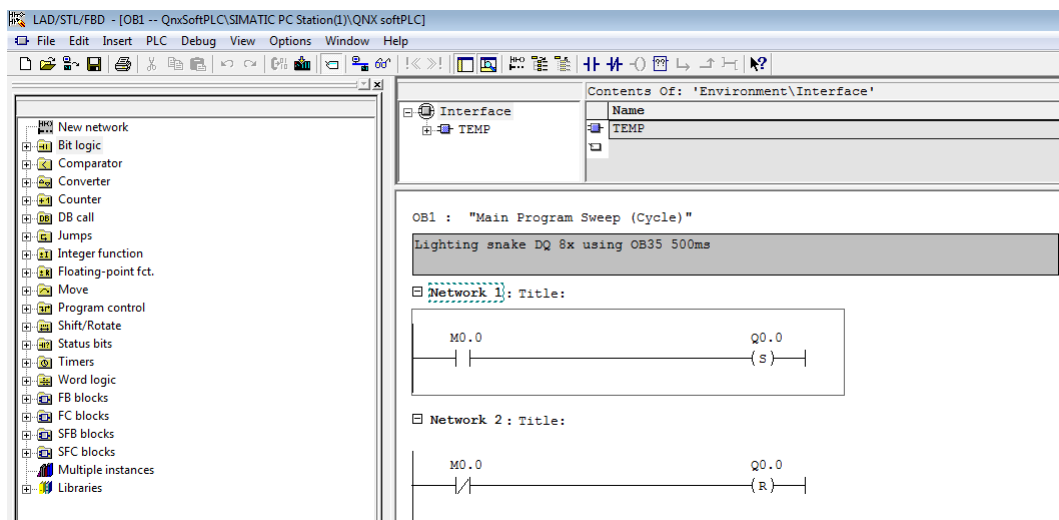 LAD/STL/FBD - [OB1 -- QnxSoftPLC\SIMATIC PC Station(1)\QNX softPLC]
File Edit Insert PLC Debug View Options Window Help
New network
Bit logic
Comparator
Converter
Counter
DB call
Jumps
Integer function
Floating-point fct.
Move
Program control
Shift/Rotate
Status bits
Timers
Word logic
FB blocks
FC blocks
SFB blocks
SFC blocks
Multiple instances
Libraries
Interface
TEMP
Contents Of: 'Environment\Interface'
Name
TEMP
OB1 : "Main Program Sweep (Cycle)"
Lighting snake DQ 8x using OB35 500ms
Network 1: Title:
M0.0 Q0.0
S
Network 2: Title:
M0.0 Q0.0
R